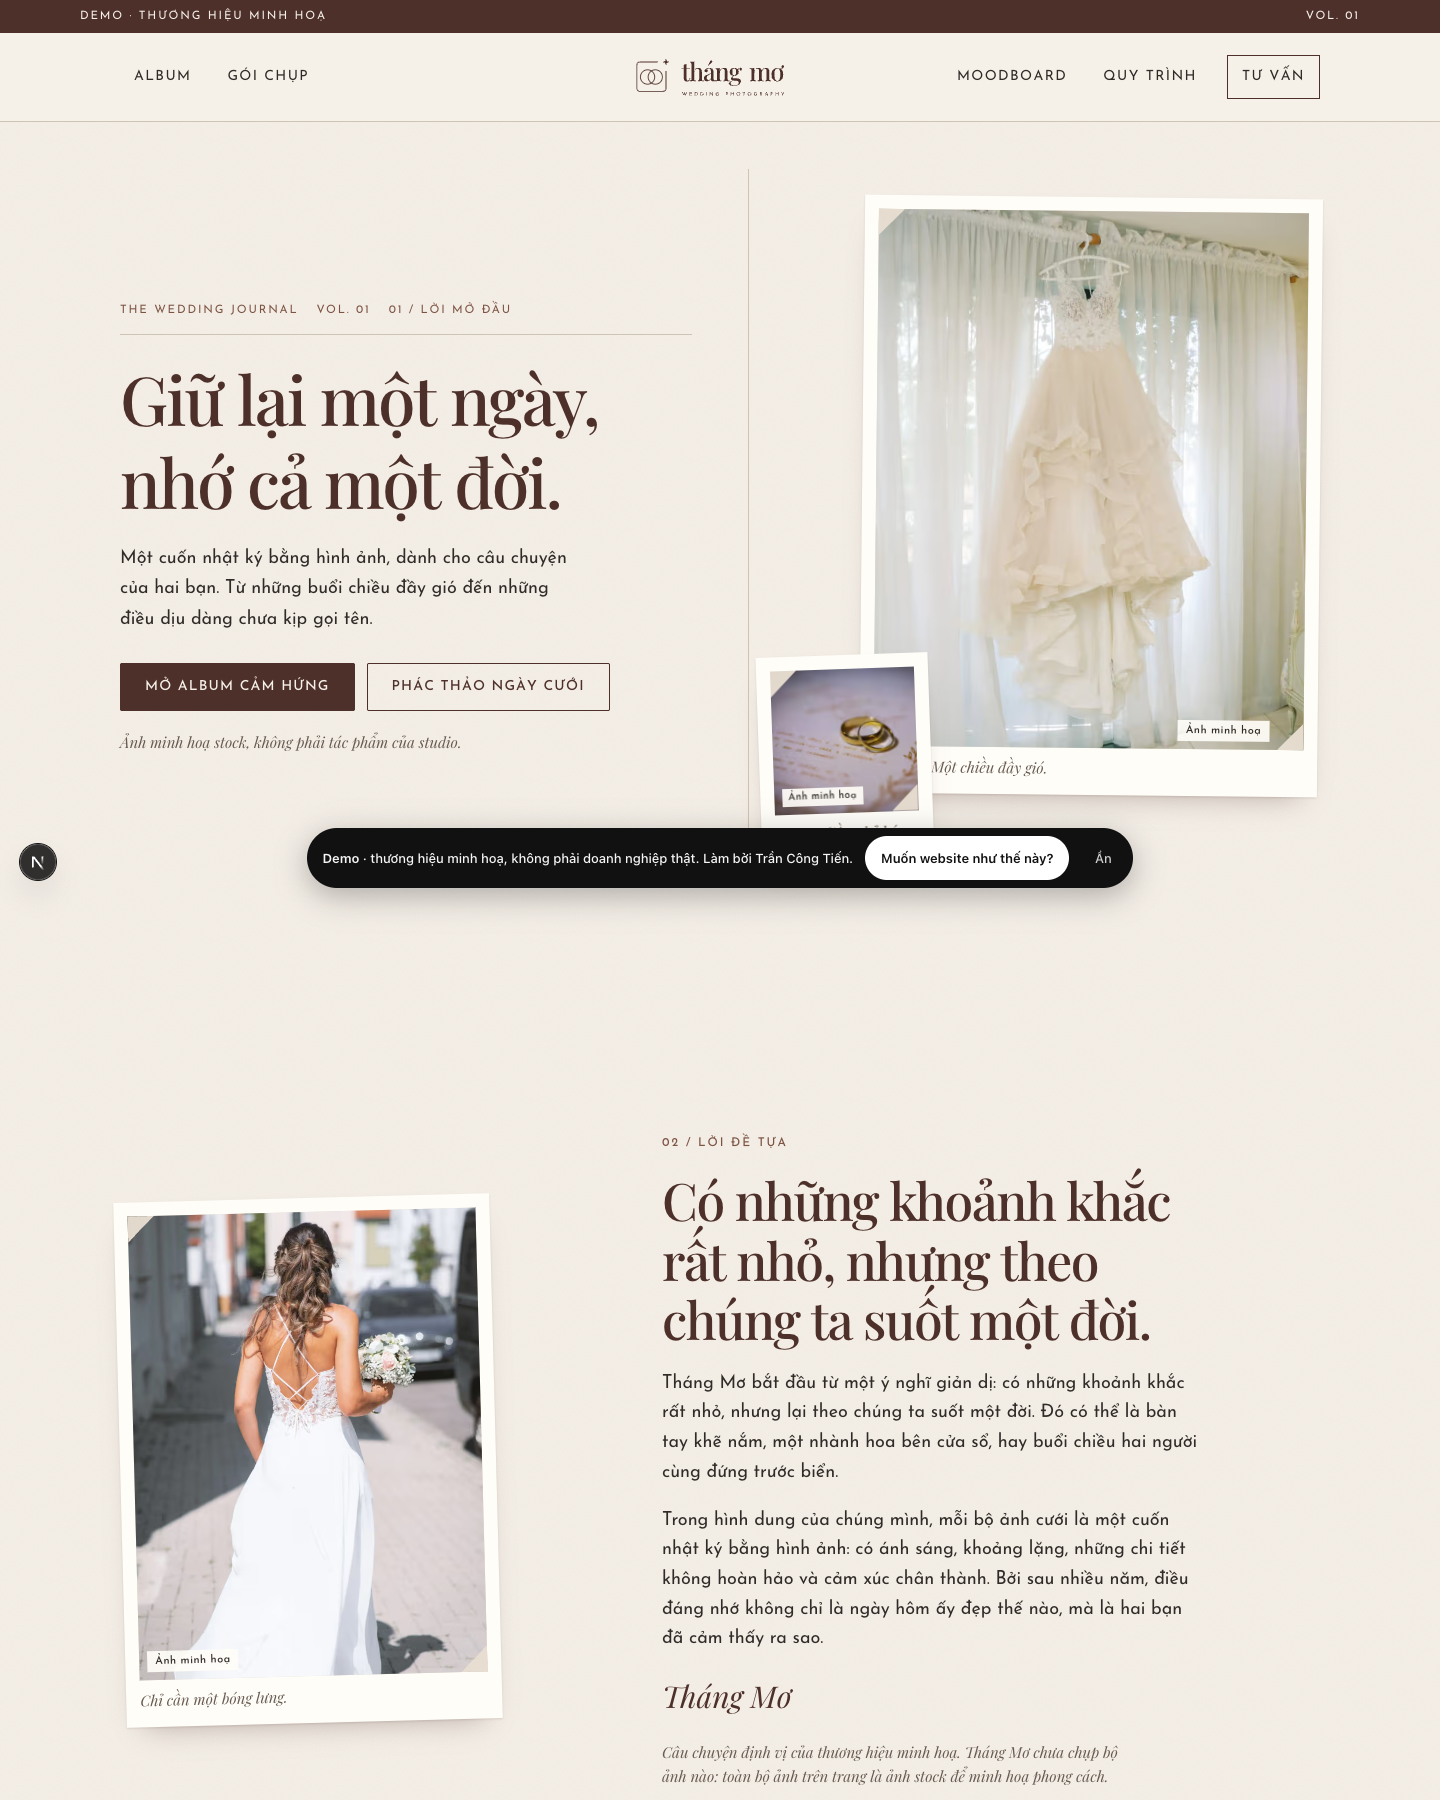 DEMO · THƯƠNG HIỆU MINH HOẠ
VOL. 01
ALBUM
GÓI CHỤP
tháng mơ
WEDDING PHOTOGRAPHY
MOODBOARD
QUY TRÌNH
TƯ VẤN
THE WEDDING JOURNAL VOL. 01 01 / LỜI MỞ ĐẦU
Giữ lại một ngày,
nhớ cả một đời.
Một cuốn nhật ký bằng hình ảnh, dành cho câu chuyện
của hai bạn. Từ những buổi chiều đầy gió đến những
điều dịu dàng chưa kịp gọi tên.
MỞ ALBUM CẢM HỨNG
PHÁC THẢO NGÀY CƯỚI
Ảnh minh hoạ stock, không phải tác phẩm của studio.
Ảnh minh hoạ
Một chiều đầy gió.
Ảnh minh hoạ
N
Demo · thương hiệu minh hoạ, không phải doanh nghiệp thật. Làm bởi Trần Công Tiến.
Muốn website như thế này?
Ẩn
02 / LỜI ĐỀ TỰA
Có những khoảnh khắc
rất nhỏ, nhưng theo
chúng ta suốt một đời.
Tháng Mơ bắt đầu từ một ý nghĩ giản dị: có những khoảnh khắc
rất nhỏ, nhưng lại theo chúng ta suốt một đời. Đó có thể là bàn
tay khẽ nắm, một nhành hoa bên cửa sổ, hay buổi chiều hai người
cùng đứng trước biển.
Trong hình dung của chúng mình, mỗi bộ ảnh cưới là một cuốn
nhật ký bằng hình ảnh: có ánh sáng, khoảng lặng, những chi tiết
không hoàn hảo và cảm xúc chân thành. Bởi sau nhiều năm, điều
đáng nhớ không chỉ là ngày hôm ấy đẹp thế nào, mà là hai bạn
đã cảm thấy ra sao.
Tháng Mơ
Câu chuyện định vị của thương hiệu minh hoạ. Tháng Mơ chưa chụp bộ
ảnh nào: toàn bộ ảnh trên trang là ảnh stock để minh hoạ phong cách.
Ảnh minh hoạ
Chỉ cần một bóng lưng.